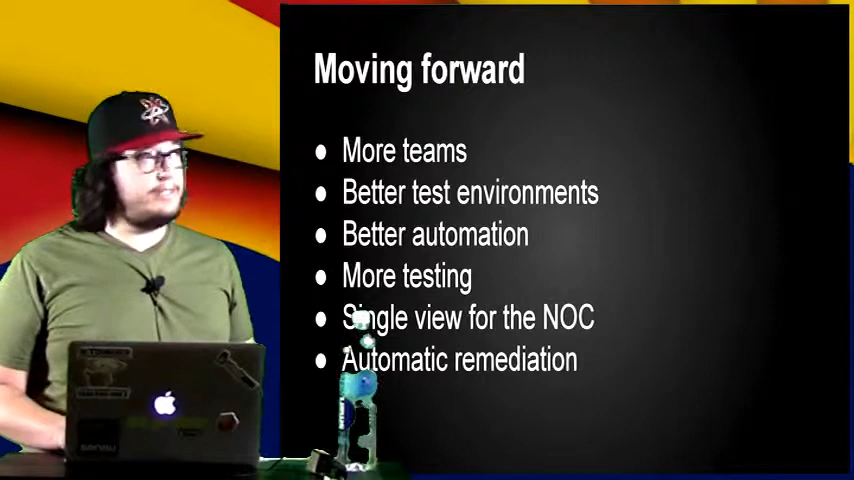 Moving forward
● More teams
● Better test environments
● Better automation
● More testing
● Single view for the NOC
● Automatic remediation